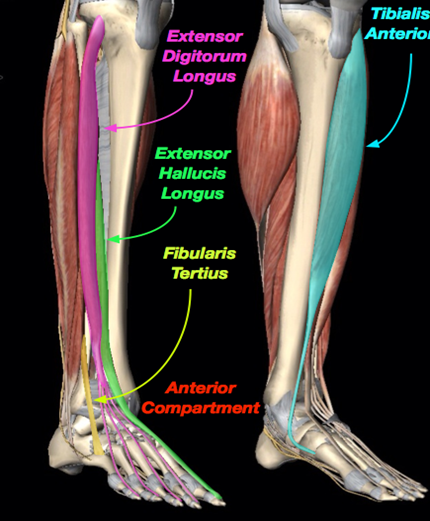 Extensor
Digitorum
Longus
Tibialis
Anterior
Extensor
Hallucis
Longus
Fibularis
Tertius
Anterior
Compartment